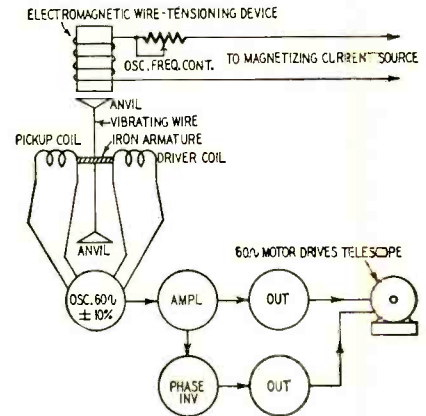 ELECTROMAGNETIC WIRE-TENSIONING DEVICE
OSC. FREQ. CONT.
TO MAGNETIZING CURRENT SOURCE
ANVIL
VIBRATING WIRE
PICKUP COIL
IRON ARMATURE
DRIVER COIL
ANVIL
60~ MOTOR DRIVES TELESCOPE
OSC. 60~
± 10%
AMPL
OUT
PHASE
INV
OUT